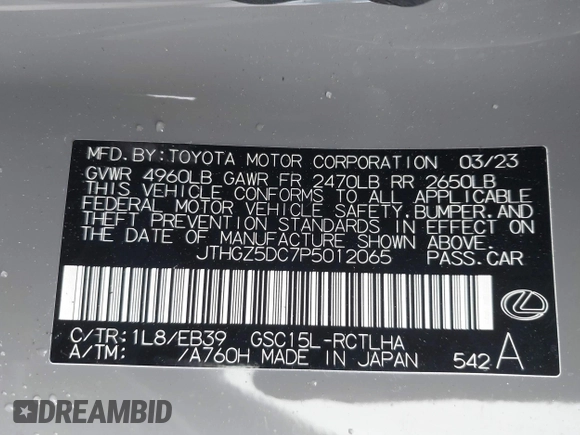 MFD.BY:TOYOTA MOTOR CORPORATION 03/23
GVWR 4960LB GAWR FR 2470LB RR 2650LB
THIS VEHICLE CONFORMS TO ALL APPLICABLE
FEDERAL MOTOR VEHICLE SAFETY,BUMPER,AND
THEFT PREVENTION STANDARDS IN EFFECT ON
THE DATE OF MANUFACTURE SHOWN ABOVE.
JTHGZ5DC7P5012065 PASS.CAR
C/TR:1L8/EB39 GSC15L-RCTLHA
A/TM: /A760H MADE IN JAPAN 542 A
DREAMBID